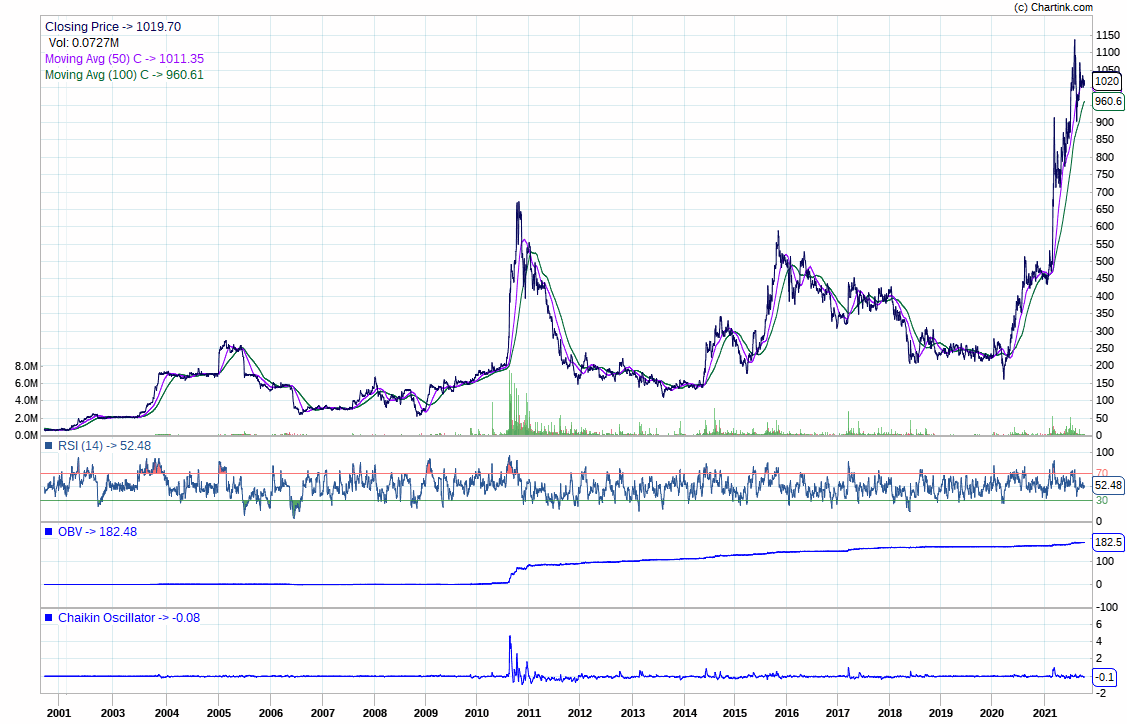 (c) Chartink.com
Closing Price -> 1019.70
Vol: 0.0727M
Moving Avg (50) C -> 1011.35
Moving Avg (100) C -> 960.61
1150
1100
1050
1020
960.6
900
850
800
750
700
650
600
550
500
450
400
350
300
250
200
150
100
50
0
8.0M
6.0M
4.0M
2.0M
0.0M
RSI (14) -> 52.48
100
70
52.48
30
0
OBV -> 182.48
182.5
100
0
-100
Chaikin Oscillator -> -0.08
6
4
2
-0.1
-2
2001 2003 2004 2005 2006 2007 2008 2009 2010 2011 2012 2013 2014 2015 2016 2017 2018 2019 2020 2021